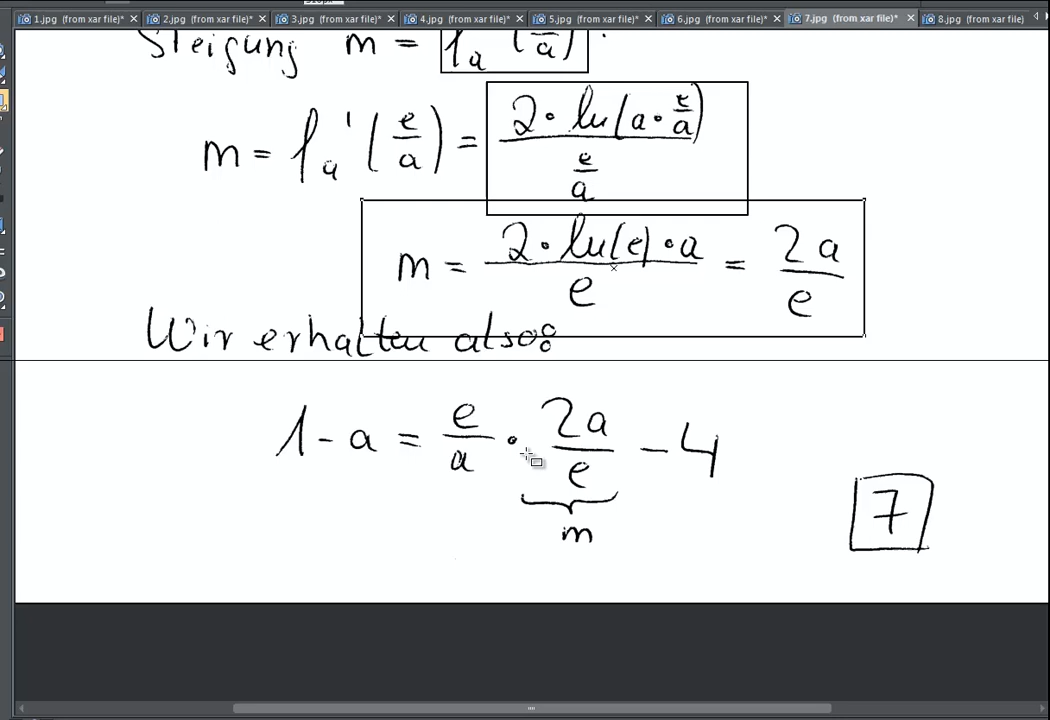 1.jpg (from xar file)* 2.jpg (from xar file)* 3.jpg (from xar file)* 4.jpg (from xar file)* 5.jpg (from xar file)* 6.jpg (from xar file)* 7.jpg (from xar file)* 8.jpg (from xar file)
Steigung m = fₐ' (e/a).
m = fₐ' (e/a) = (2 · ln(a · e/a)) / (e/a)
m = (2 · ln(e) · a) / e = 2a/e
Wir erhalten also:
1 - a = e/a · 2a/e - 4
m
7